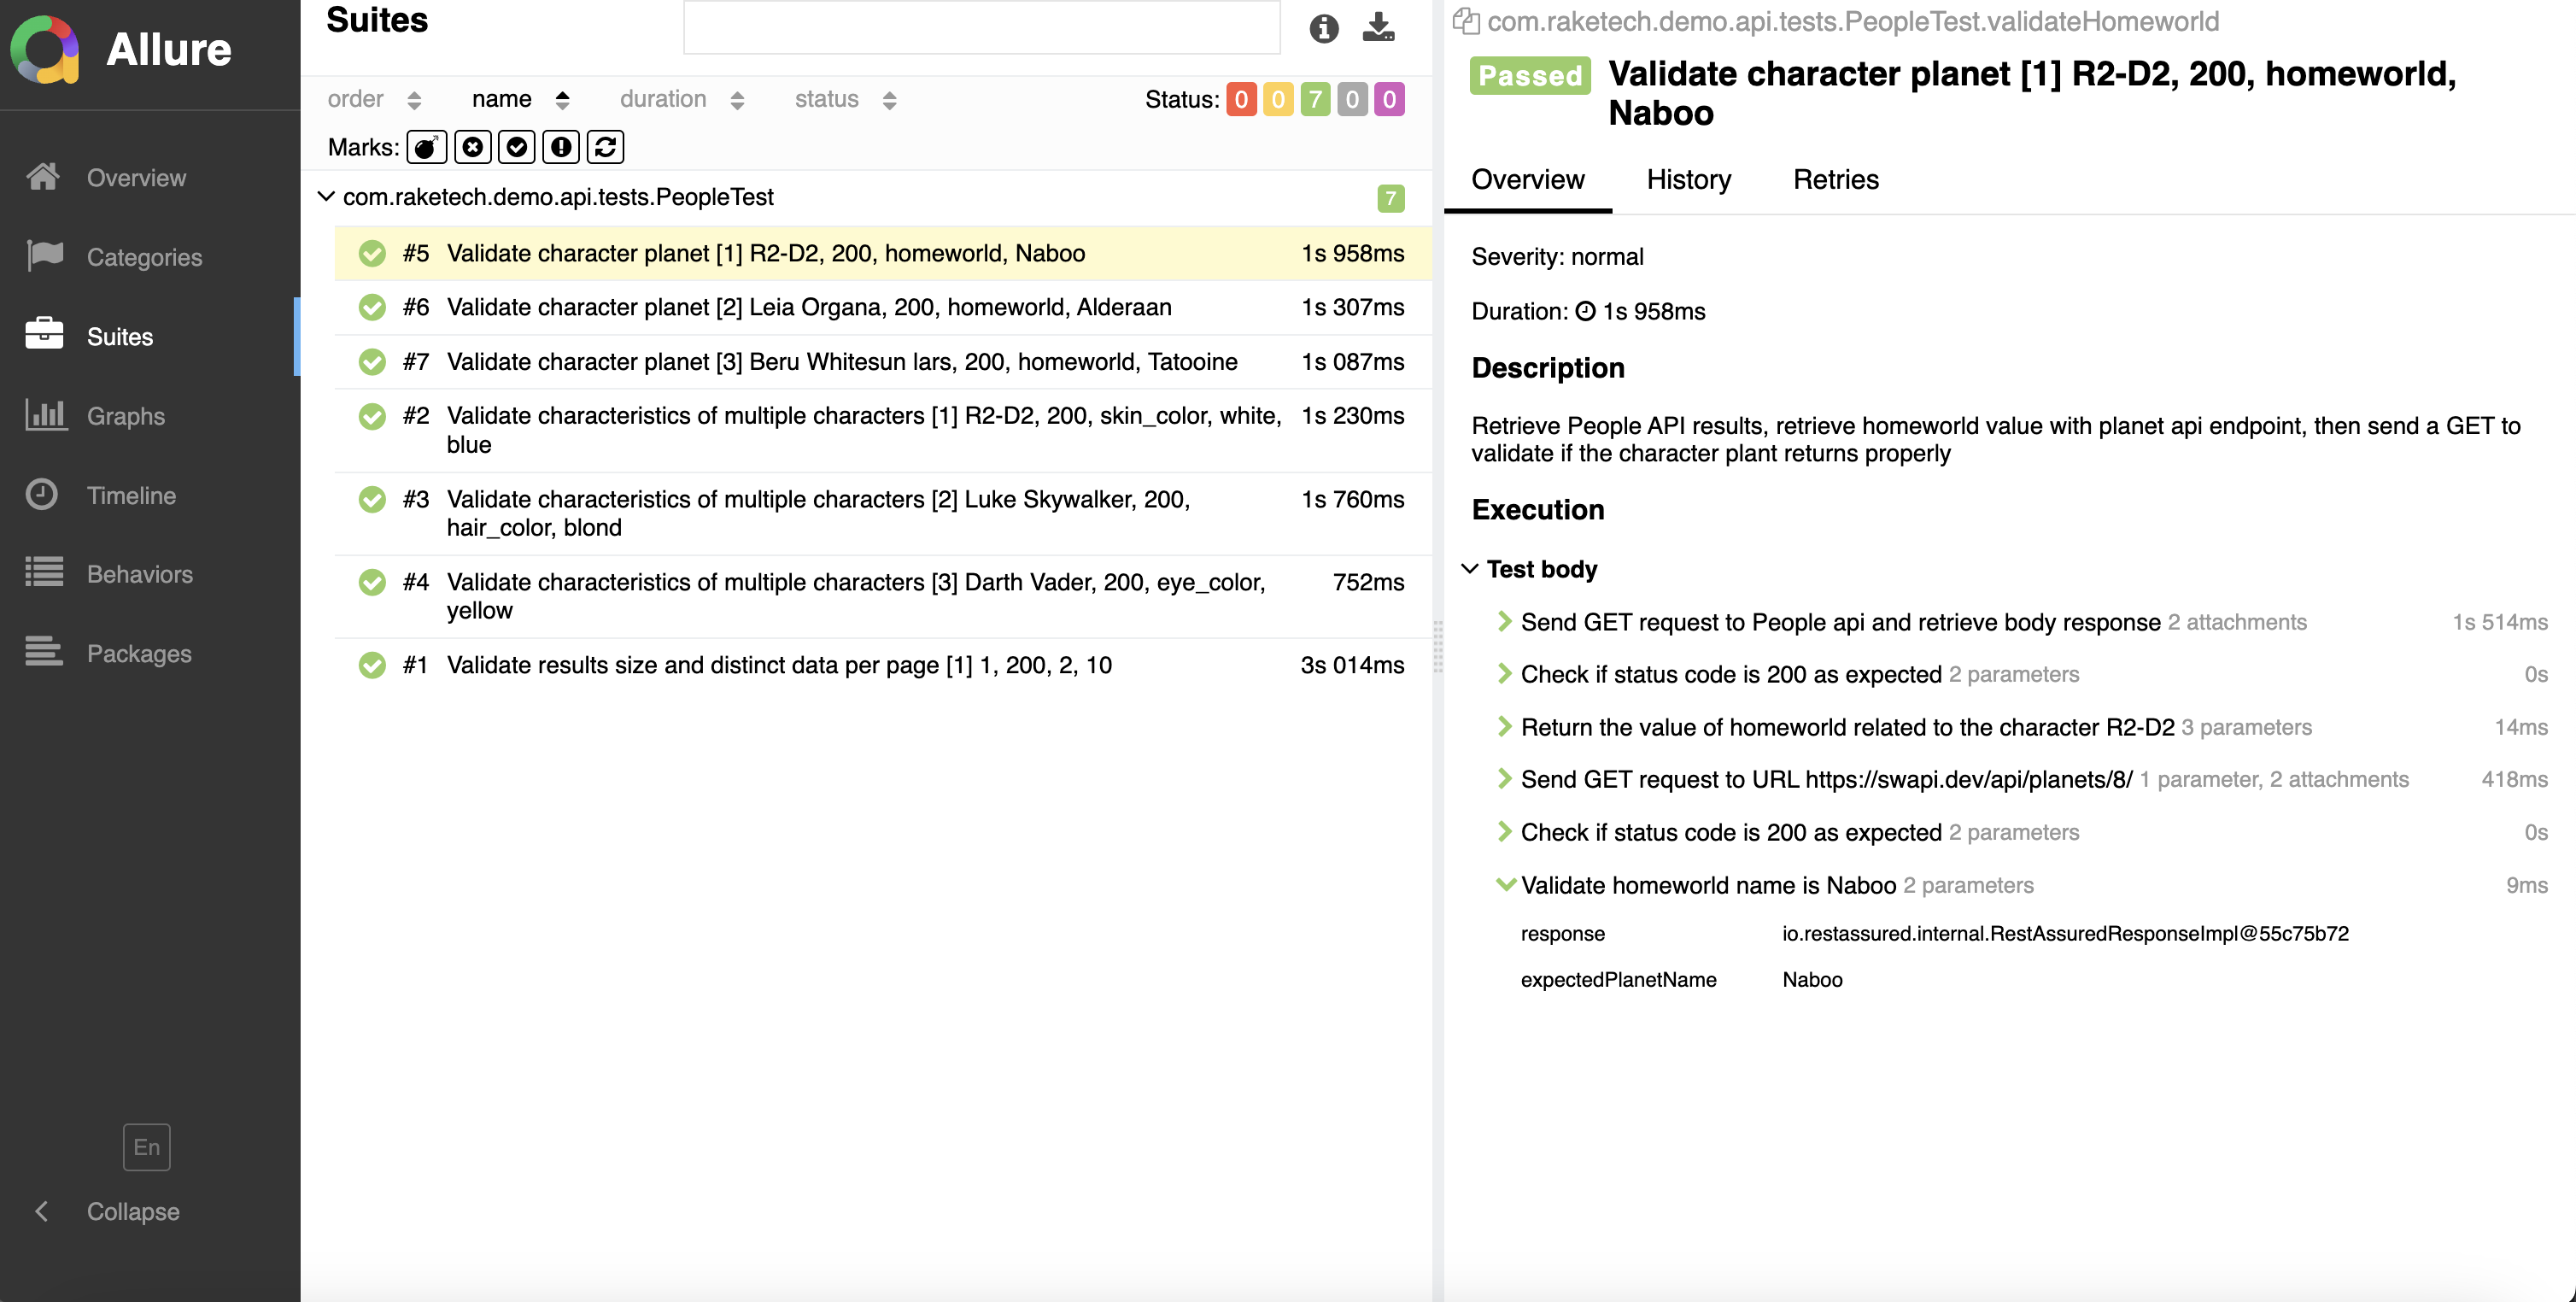 Allure
Overview
Categories
Suites
Graphs
Timeline
Behaviors
Packages
En
Collapse
Suites
order name duration status Status: 0 0 7 0 0
Marks:
com.raketech.demo.api.tests.PeopleTest 7
#5 Validate character planet [1] R2-D2, 200, homeworld, Naboo 1s 958ms
#6 Validate character planet [2] Leia Organa, 200, homeworld, Alderaan 1s 307ms
#7 Validate character planet [3] Beru Whitesun lars, 200, homeworld, Tatooine 1s 087ms
#2 Validate characteristics of multiple characters [1] R2-D2, 200, skin_color, white, 1s 230ms
blue
#3 Validate characteristics of multiple characters [2] Luke Skywalker, 200, 1s 760ms
hair_color, blond
#4 Validate characteristics of multiple characters [3] Darth Vader, 200, eye_color, 752ms
yellow
#1 Validate results size and distinct data per page [1] 1, 200, 2, 10 3s 014ms
com.raketech.demo.api.tests.PeopleTest.validateHomeworld
Passed Validate character planet [1] R2-D2, 200, homeworld,
Naboo
Overview History Retries
Severity: normal
Duration: 1s 958ms
Description
Retrieve People API results, retrieve homeworld value with planet api endpoint, then send a GET to
validate if the character plant returns properly
Execution
Test body
Send GET request to People api and retrieve body response 2 attachments 1s 514ms
Check if status code is 200 as expected 2 parameters 0s
Return the value of homeworld related to the character R2-D2 3 parameters 14ms
Send GET request to URL https://swapi.dev/api/planets/8/ 1 parameter, 2 attachments 418ms
Check if status code is 200 as expected 2 parameters 0s
Validate homeworld name is Naboo 2 parameters 9ms
response io.restassured.internal.RestAssuredResponseImpl@55c75b72
expectedPlanetName Naboo